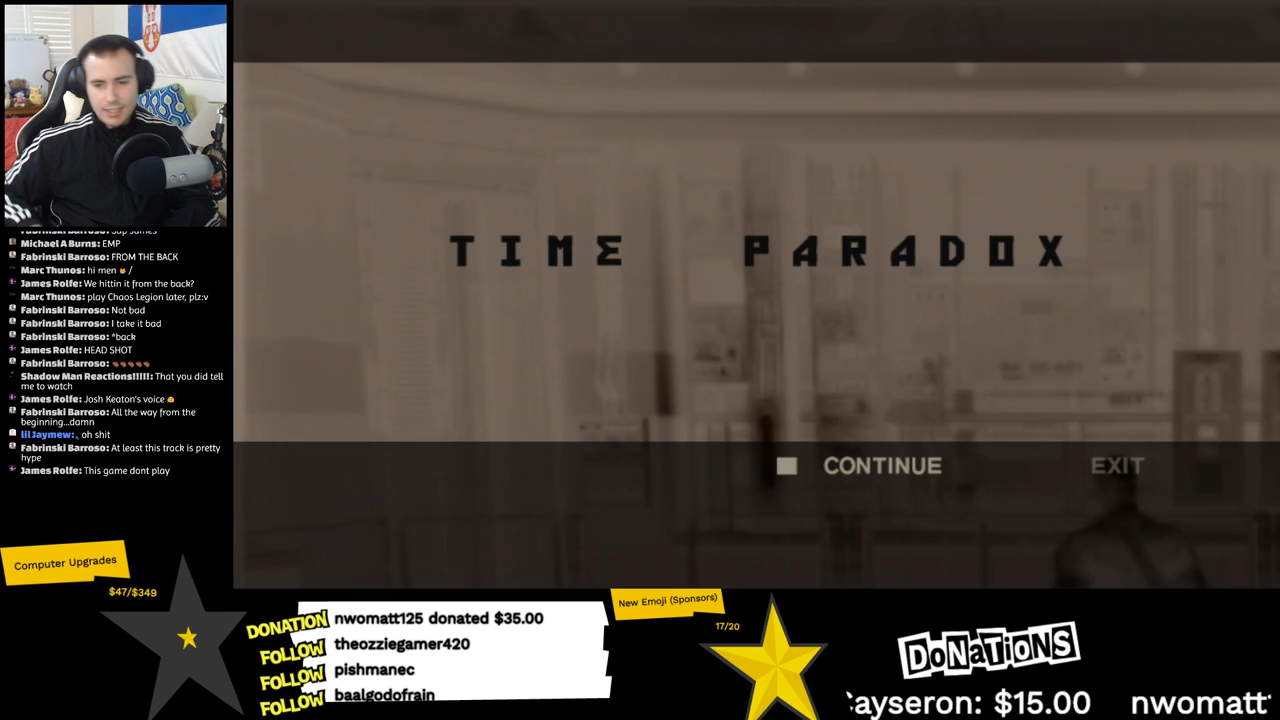 TIME PARADOX
CONTINUE EXIT
Fabrinski Barroso: Sup James
Michael A Burns: EMP
Fabrinski Barroso: FROM THE BACK
Marc Thunos: hi men /
James Rolfe: We hittin it from the back?
Marc Thunos: play Chaos Legion later, plz:v
Fabrinski Barroso: Not bad
Fabrinski Barroso: I take it bad
Fabrinski Barroso: *back
James Rolfe: HEAD SHOT
Fabrinski Barroso:
Shadow Man Reactions!!!!!: That you did tell
me to watch
James Rolfe: Josh Keaton's voice
Fabrinski Barroso: All the way from the
beginning...damn
lil Jaymew: oh shit
Fabrinski Barroso: At least this track is pretty
hype
James Rolfe: This game dont play
Computer Upgrades
$47/$349
DONATION nwomatt125 donated $35.00
FOLLOW theozziegamer420
FOLLOW pishmanec
FOLLOW baalgodofrain
New Emoji (Sponsors)
17/20
DONATIONS
ayseron: $15.00 nwomatt